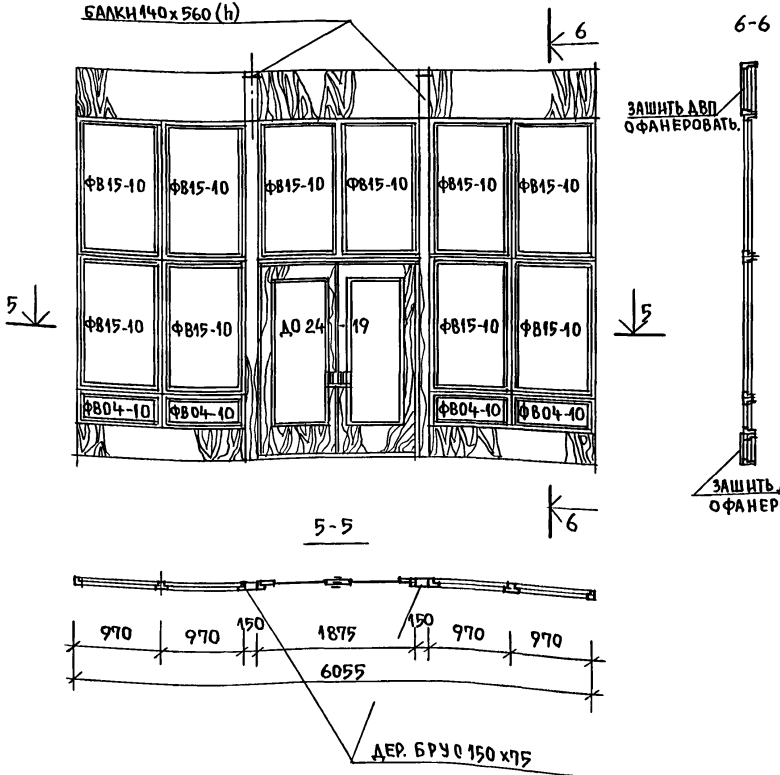 БАЛКИ 140х560 (h)
6
6-6
ЗАШИТЬ ДВП
ОФАНЕРОВАТЬ.
ФВ15-10 ФВ15-10 ФВ15-10 ФВ15-10 ФВ15-10 ФВ15-10
5 5
ФВ15-10 ФВ15-10 ДО 24-19 ФВ15-10 ФВ15-10
ФВ04-10 ФВ04-10 ФВ04-10 ФВ04-10
ЗАШИТЬ
ОФАНЕР
6
5-5
970 970 150 1875 150 970 970
6055
ДЕР. БРУС 150х75